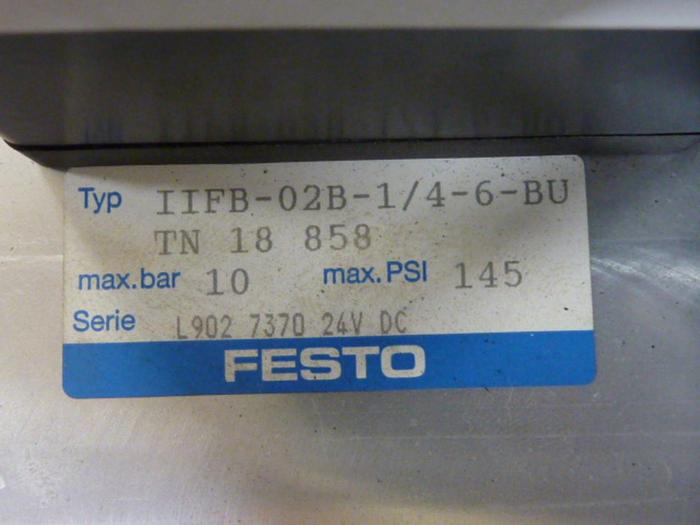 Typ IIFB-02B-1/4-6-BU
TN 18 858
max.bar 10 max.PSI 145
Serie L902 7370 24V DC
FESTO